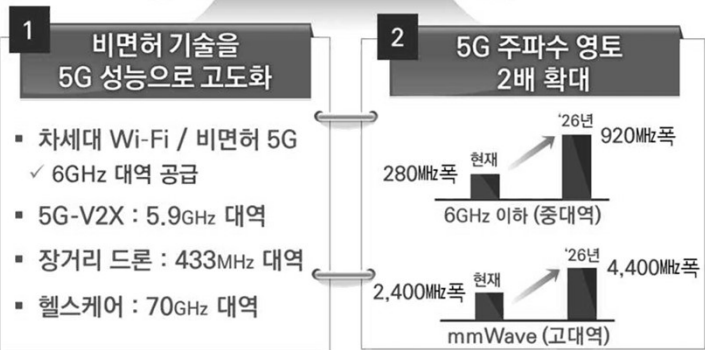 1
비면허 기술을
5G 성능으로 고도화
▪ 차세대 Wi-Fi / 비면허 5G
✓ 6GHz 대역 공급
▪ 5G-V2X : 5.9GHz 대역
▪ 장거리 드론 : 433MHz 대역
▪ 헬스케어 : 70GHz 대역
2
5G 주파수 영토
2배 확대
280㎒폭
현재
'26년
920㎒폭
6GHz 이하 (중대역)
2,400㎒폭
현재
'26년
4,400㎒폭
mmWave (고대역)